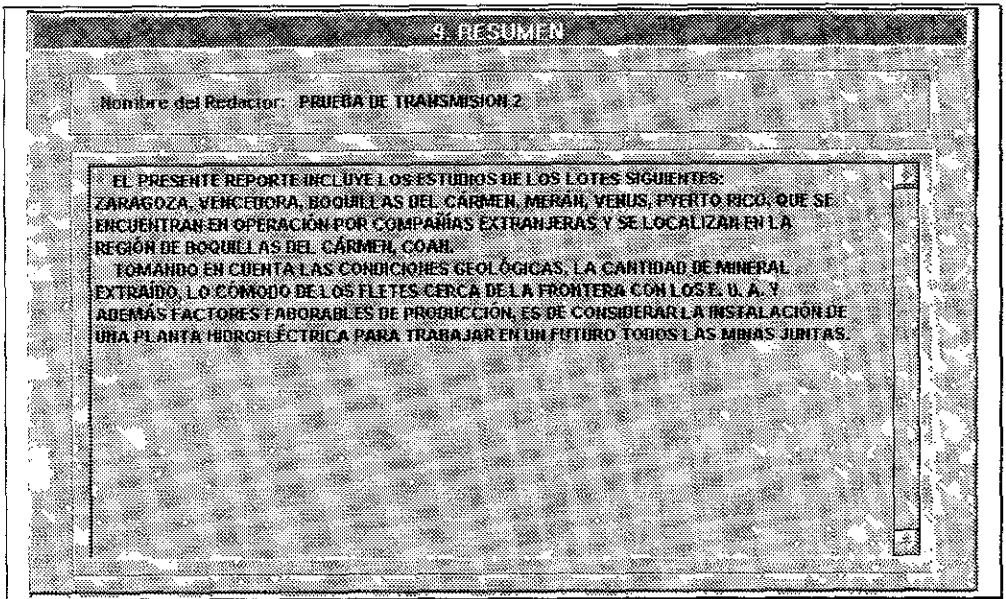 9. RESUMEN
Nombre del Redactor: PRUEBA DE TRANSMISION 2
EL PRESENTE REPORTE INCLUYE LOS ESTUDIOS DE LOS LOTES SIGUIENTES:
ZARAGOZA, VENCEDORA, BOQUILLAS DEL CÁRMEN, MERÁN, VENUS, PYERTO RICO, QUE SE
ENCUENTRAN EN OPERACIÓN POR COMPAÑÍAS EXTRANJERAS Y SE LOCALIZAN EN LA
REGIÓN DE BOQUILLAS DEL CÁRMEN, COAH.
TOMANDO EN CUENTA LAS CONDICIONES GEOLÓGICAS, LA CANTIDAD DE MINERAL
EXTRAÍDO, LO CÓMODO DE LOS FLETES CERCA DE LA FRONTERA CON LOS E. U. A. Y
ADEMÁS FACTORES FABORABLES DE PRODUCCIÓN, ES DE CONSIDERAR LA INSTALACIÓN DE
UNA PLANTA HIDROELÉCTRICA PARA TRABAJAR EN UN FUTURO TODOS LAS MINAS JUNTAS.